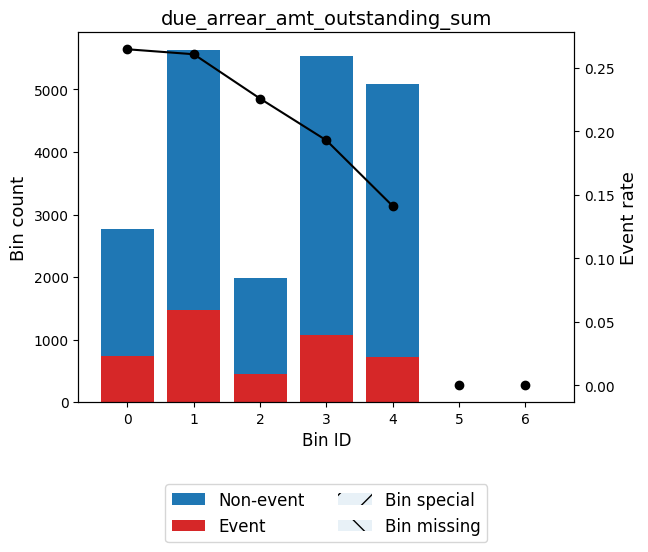 due_arrear_amt_outstanding_sum
Bin count
5000
4000
3000
2000
1000
0
0.25
0.20
0.15
0.10
0.05
0.00
Event rate
0 1 2 3 4 5 6
Bin ID
Non-event Bin special
Event Bin missing